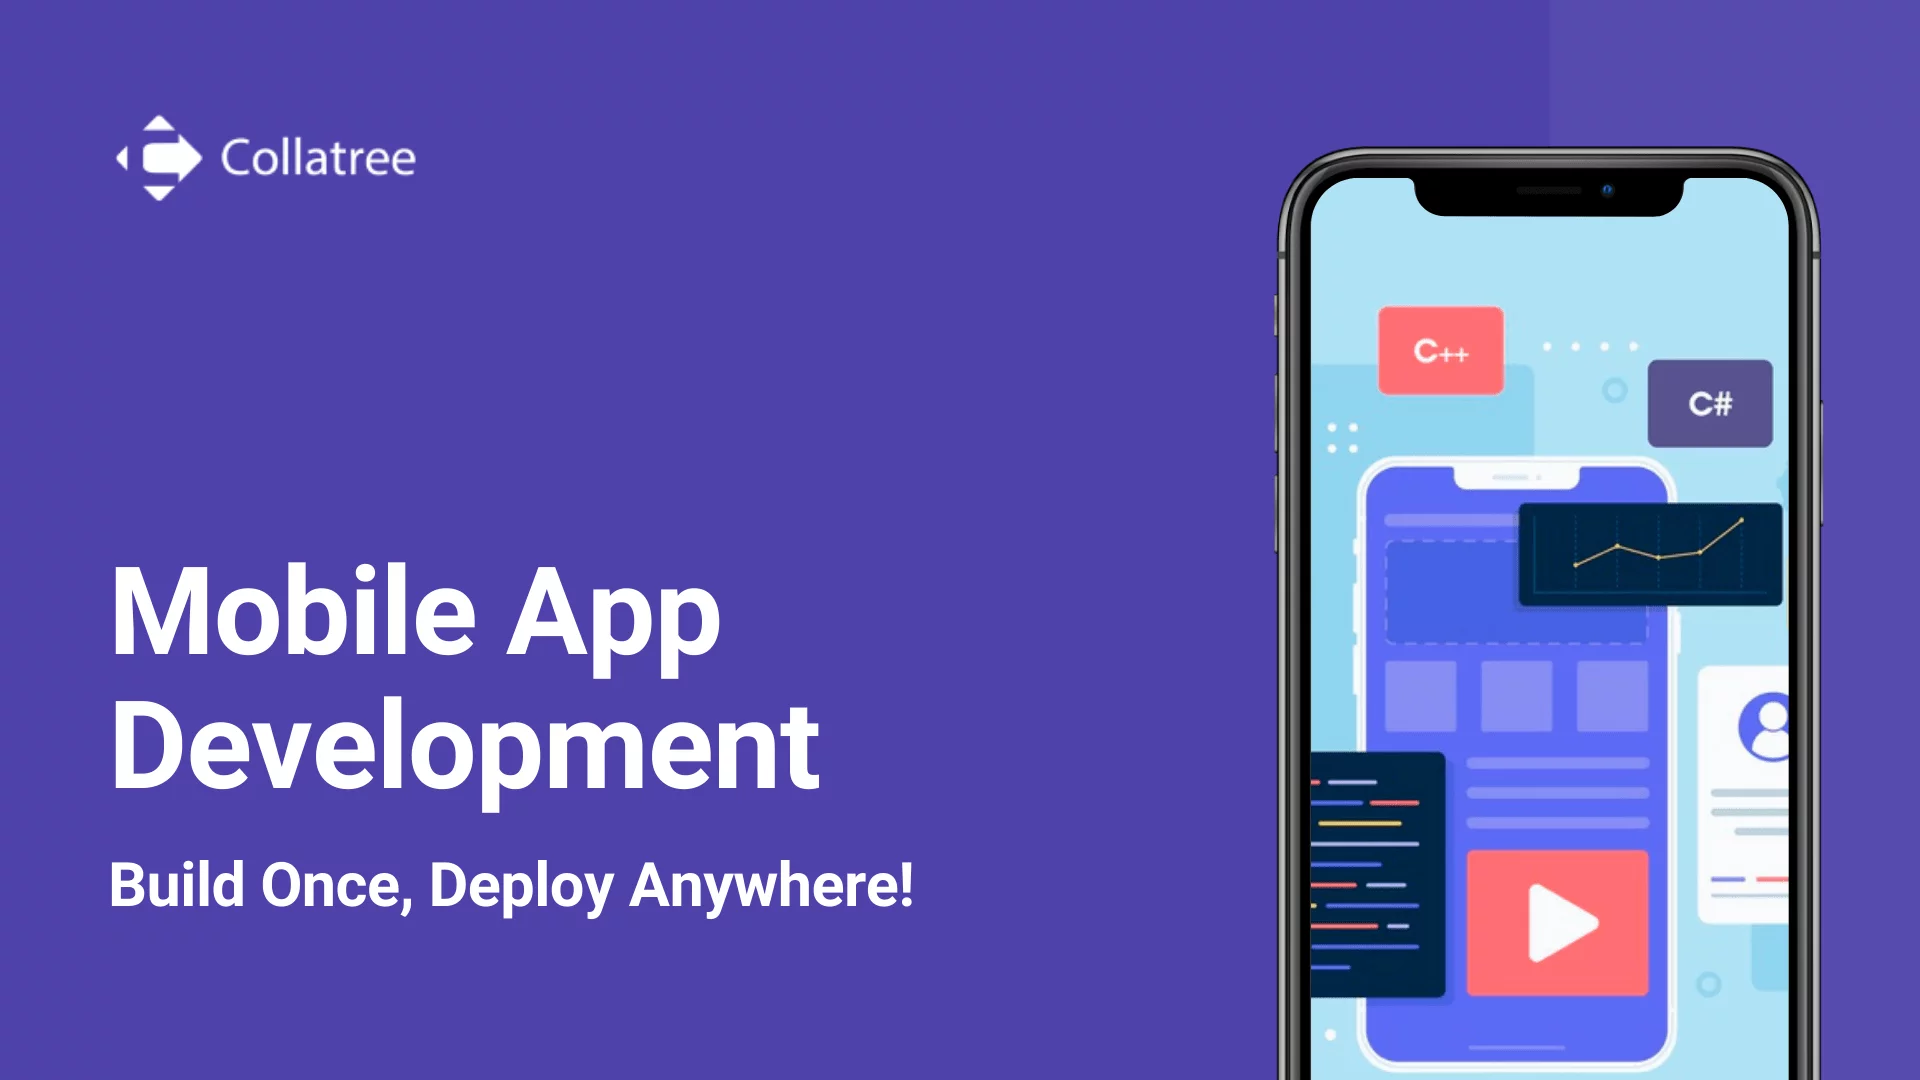 Collatree
C++
C#
Mobile App
Development
Build Once, Deploy Anywhere!